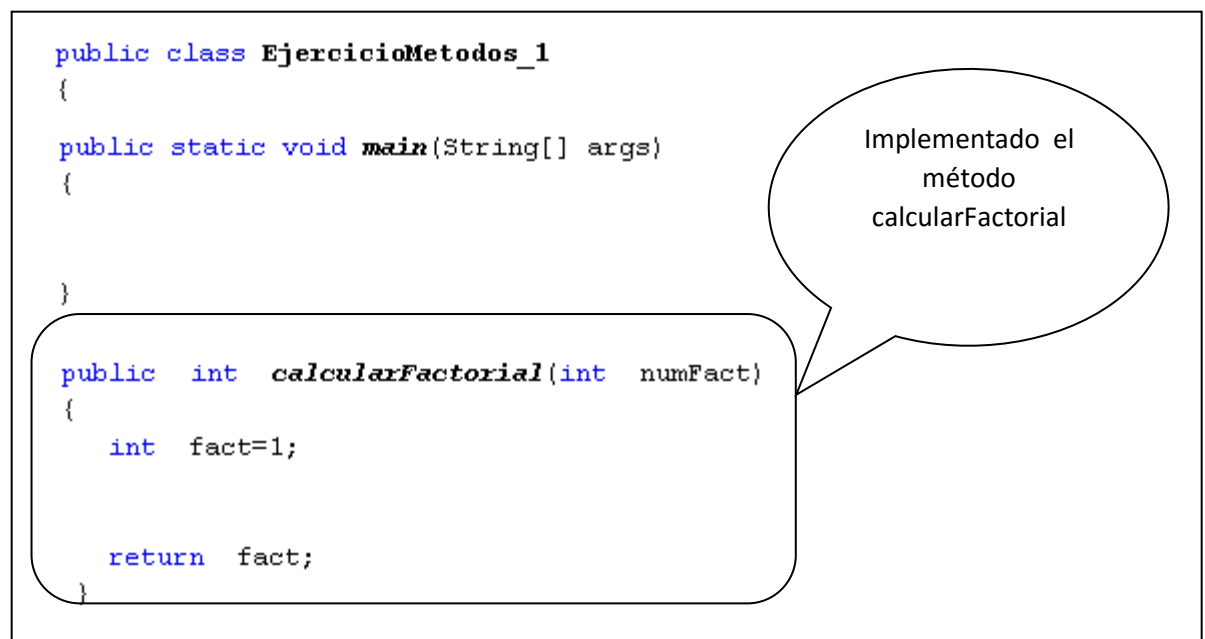 public class EjercicioMetodos_1
{
public static void main(String[] args)
{
}
public int calcularFactorial(int numFact)
{
int fact=1;
return fact;
}
Implementado el
método
calcularFactorial